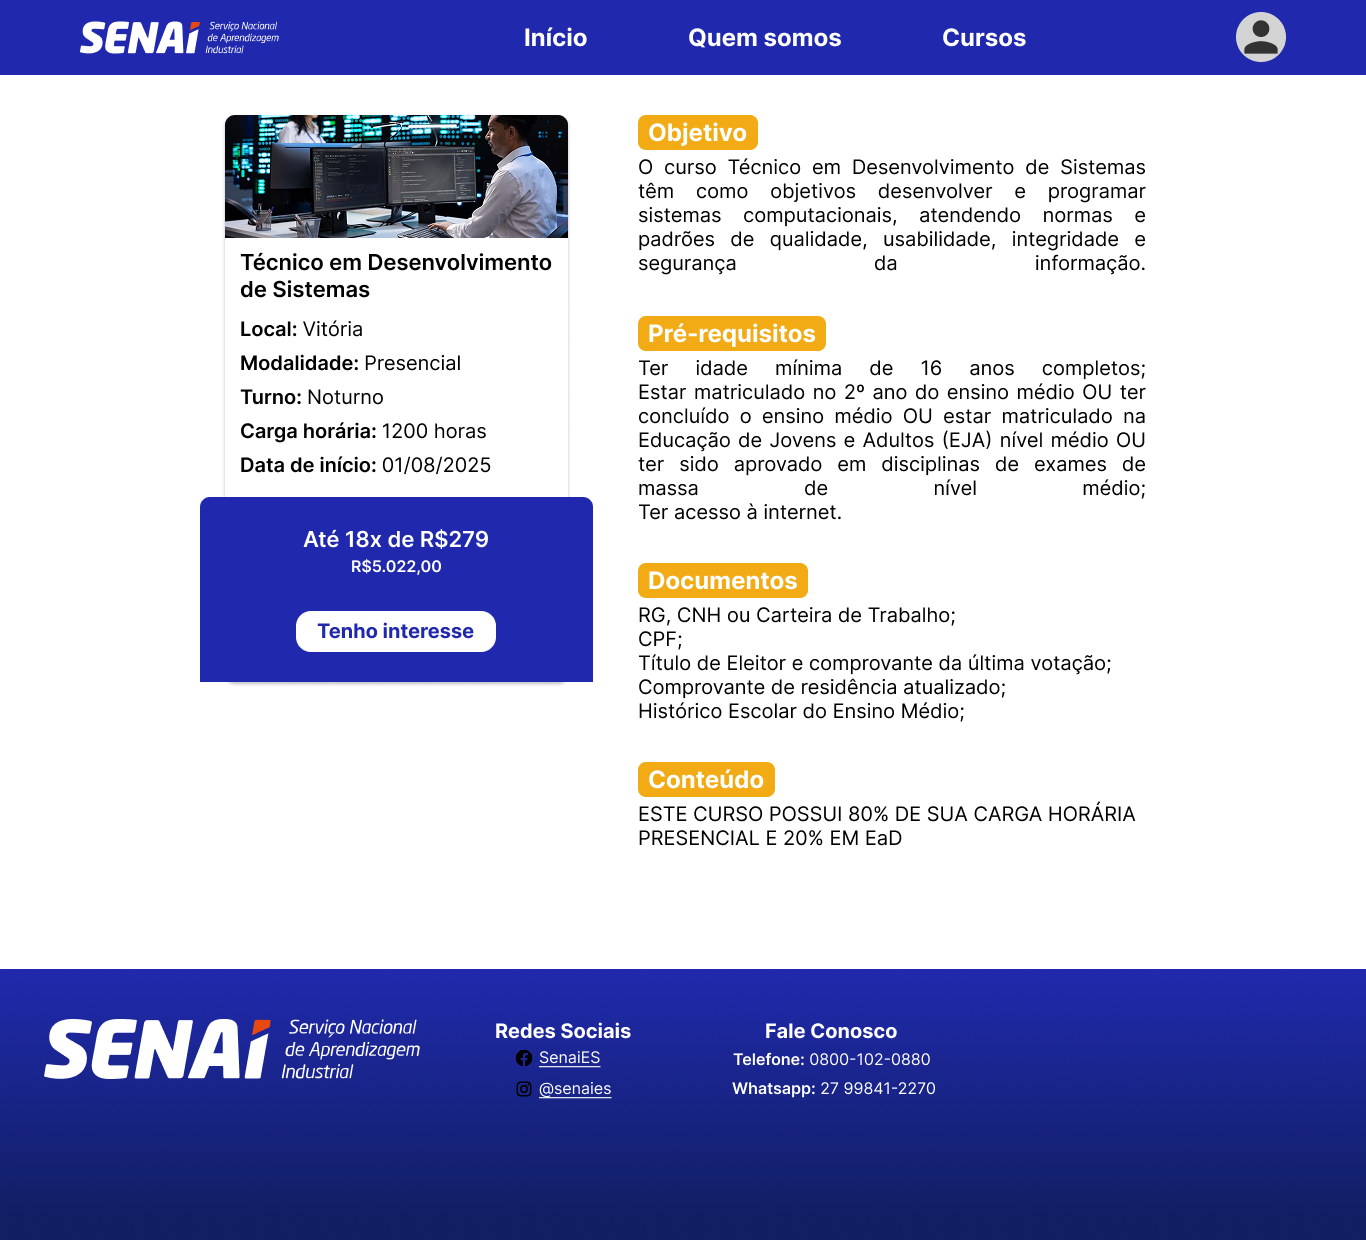 SENAI Serviço Nacional
de Aprendizagem
Industrial
Início Quem somos Cursos
Técnico em Desenvolvimento
de Sistemas
Local: Vitória
Modalidade: Presencial
Turno: Noturno
Carga horária: 1200 horas
Data de início: 01/08/2025
Até 18x de R$279
R$5.022,00
Tenho interesse
Objetivo
O curso Técnico em Desenvolvimento de Sistemas
têm como objetivos desenvolver e programar
sistemas computacionais, atendendo normas e
padrões de qualidade, usabilidade, integridade e
segurança da informação.
Pré-requisitos
Ter idade mínima de 16 anos completos;
Estar matriculado no 2º ano do ensino médio OU ter
concluído o ensino médio OU estar matriculado na
Educação de Jovens e Adultos (EJA) nível médio OU
ter sido aprovado em disciplinas de exames de
massa de nível médio;
Ter acesso à internet.
Documentos
RG, CNH ou Carteira de Trabalho;
CPF;
Título de Eleitor e comprovante da última votação;
Comprovante de residência atualizado;
Histórico Escolar do Ensino Médio;
Conteúdo
ESTE CURSO POSSUI 80% DE SUA CARGA HORÁRIA
PRESENCIAL E 20% EM EaD
SENAI Serviço Nacional
de Aprendizagem
Industrial
Redes Sociais
SenaiES
@senaies
Fale Conosco
Telefone: 0800-102-0880
Whatsapp: 27 99841-2270